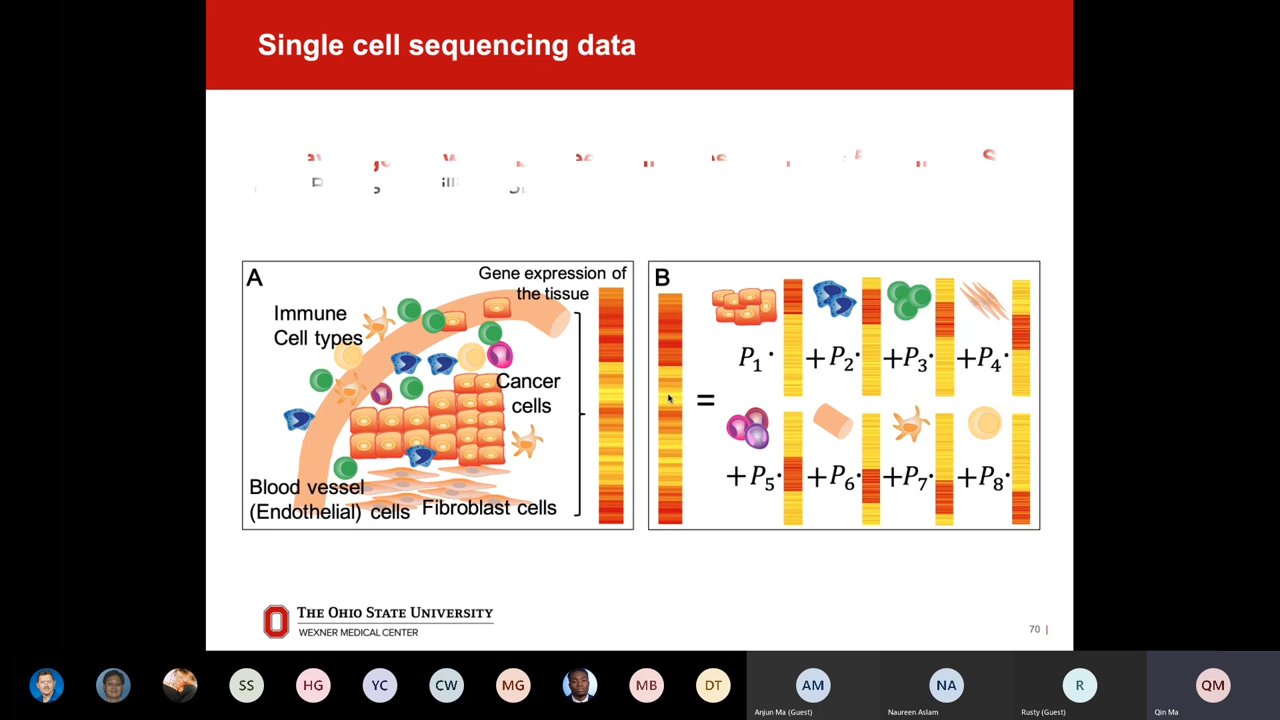 Single cell sequencing data
A
Gene expression of
the tissue
Immune
Cell types
Cancer
cells
Blood vessel
(Endothelial) cells
Fibroblast cells
B
=
P1· +P2· +P3· +P4·
+P5· +P6· +P7· +P8·
THE OHIO STATE UNIVERSITY
WEXNER MEDICAL CENTER
70 |
SS
HG
YC
CW
MG
MB
DT
AM
NA
R
QM
Anjun Ma (Guest)
Naureen Aslam
Rusty (Guest)
Qin Ma